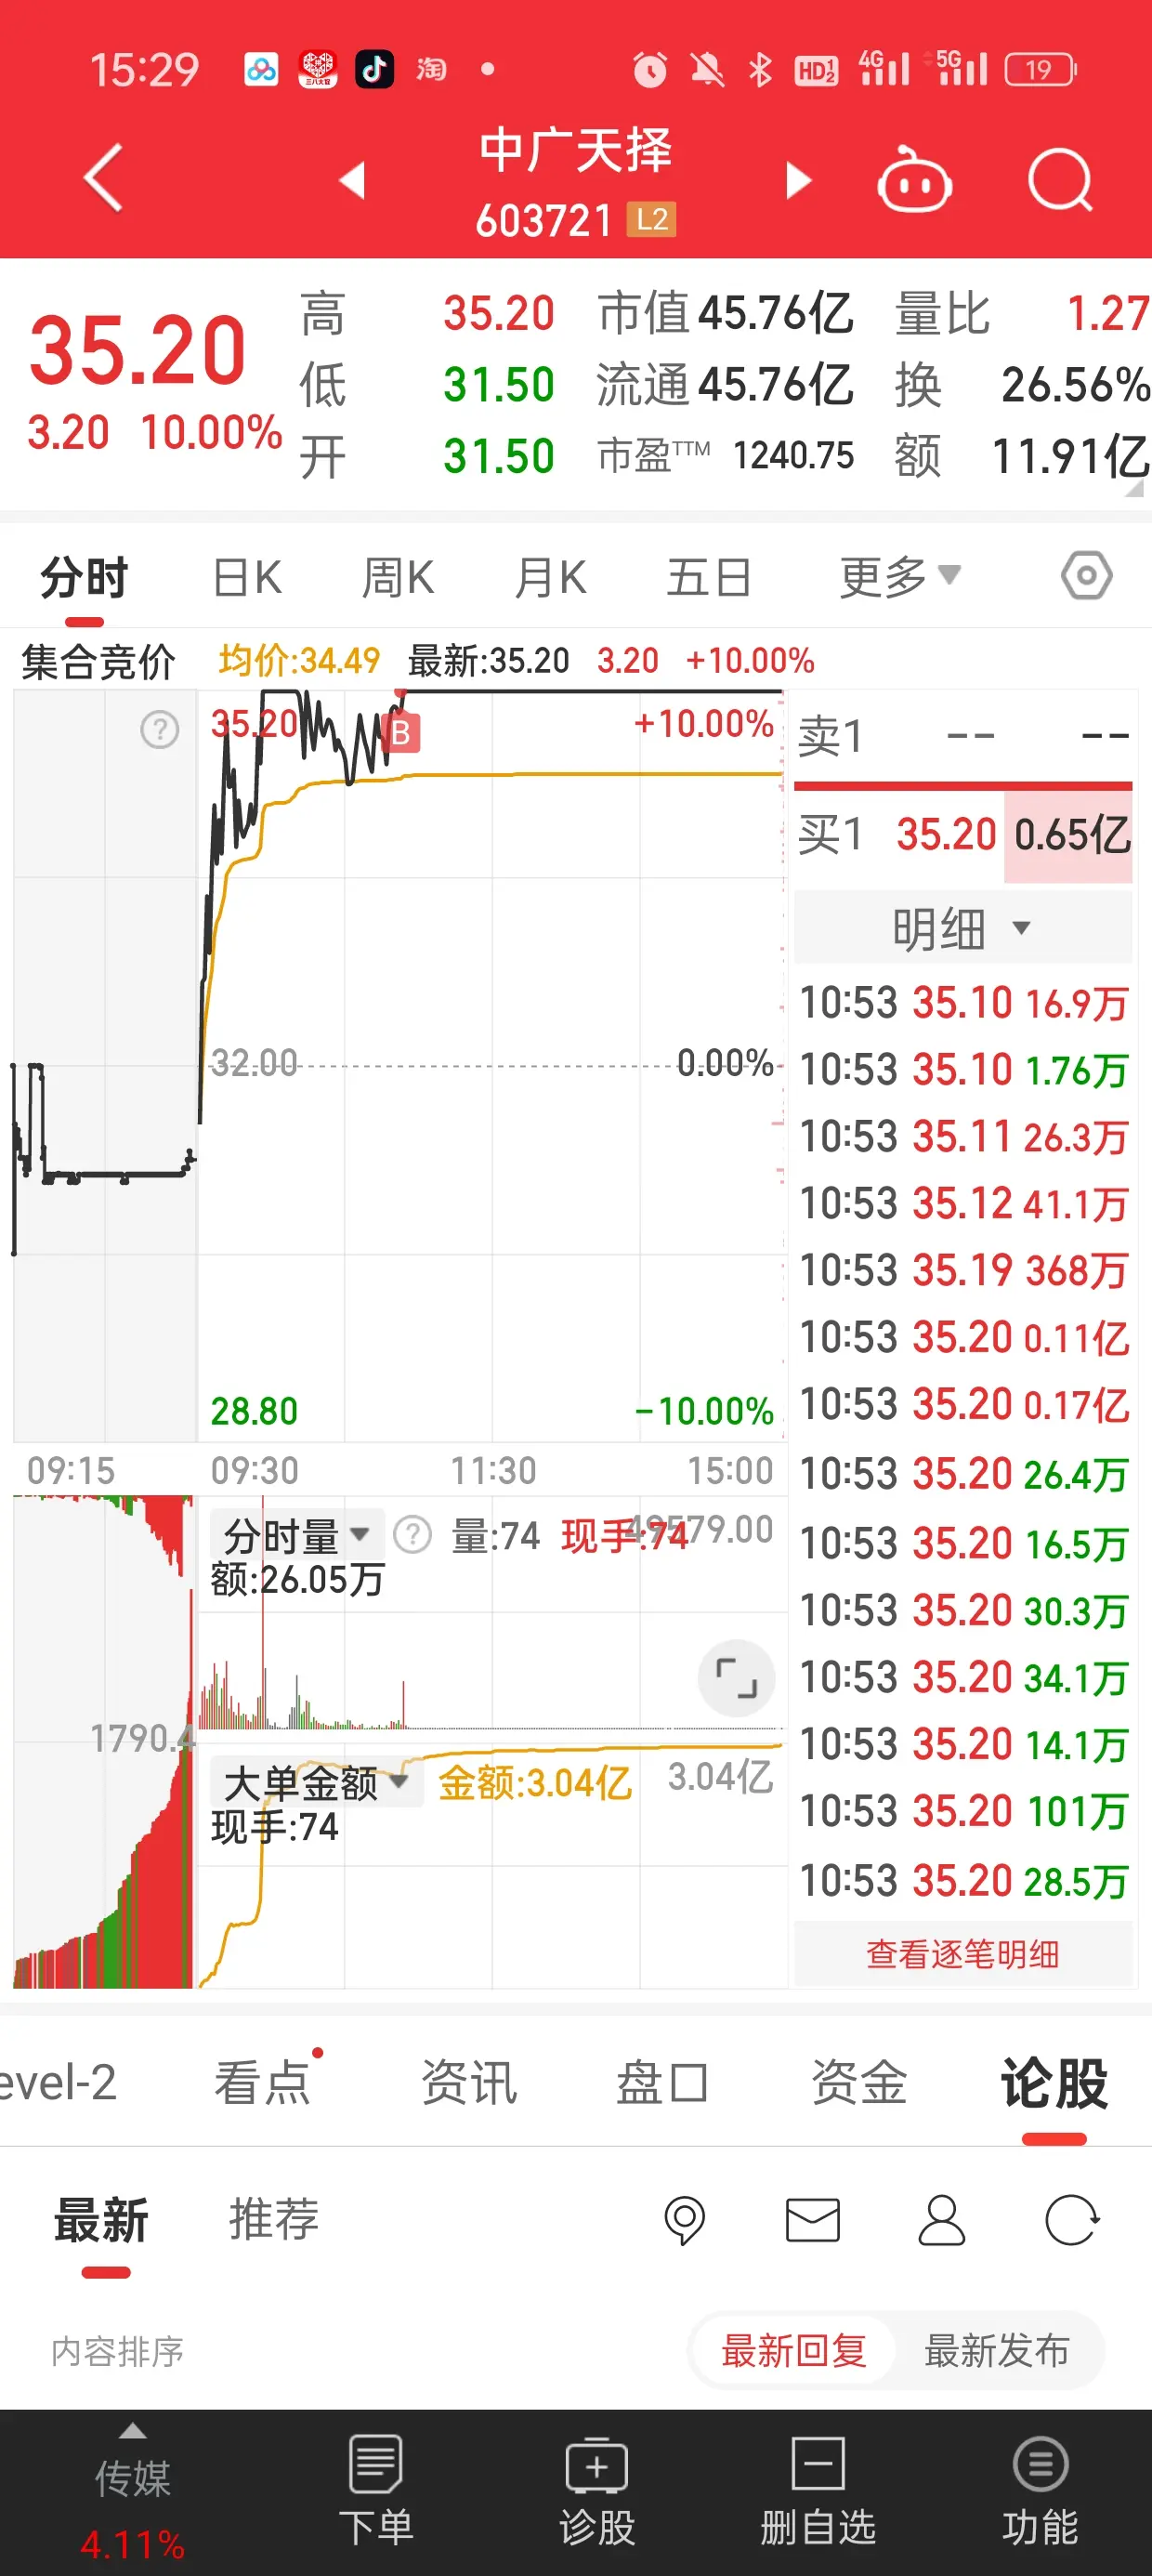 15:29 淘 HD 1 2 4G 5G 19
中广天择
603721 L2
35.20
3.20 10.00%
高 35.20 市值 45.76亿 量比 1.27
低 31.50 流通 45.76亿 换 26.56%
开 31.50 市盈TTM 1240.75 额 11.91亿
分时 日K 周K 月K 五日 更多
集合竞价 均价:34.49 最新:35.20 3.20 +10.00%
? 35.20 B +10.00%
32.00 0.00%
28.80 -10.00%
09:15 09:30 11:30 15:00
卖1 -- --
买1 35.20 0.65亿
明细
10:53 35.10 16.9万
10:53 35.10 1.76万
10:53 35.11 26.3万
10:53 35.12 41.1万
10:53 35.19 368万
10:53 35.20 0.11亿
10:53 35.20 0.17亿
10:53 35.20 26.4万
10:53 35.20 16.5万
10:53 35.20 30.3万
10:53 35.20 34.1万
10:53 35.20 14.1万
10:53 35.20 101万
10:53 35.20 28.5万
查看逐笔明细
分时量 ? 量:74 现手:74 49579.00
额:26.05万
1790.4
大单金额 金额:3.04亿 3.04亿
现手:74
evel-2 看点 资讯 盘口 资金 论股
最新 推荐
内容排序 最新回复 最新发布
传媒
4.11%
下单 诊股 删自选 功能